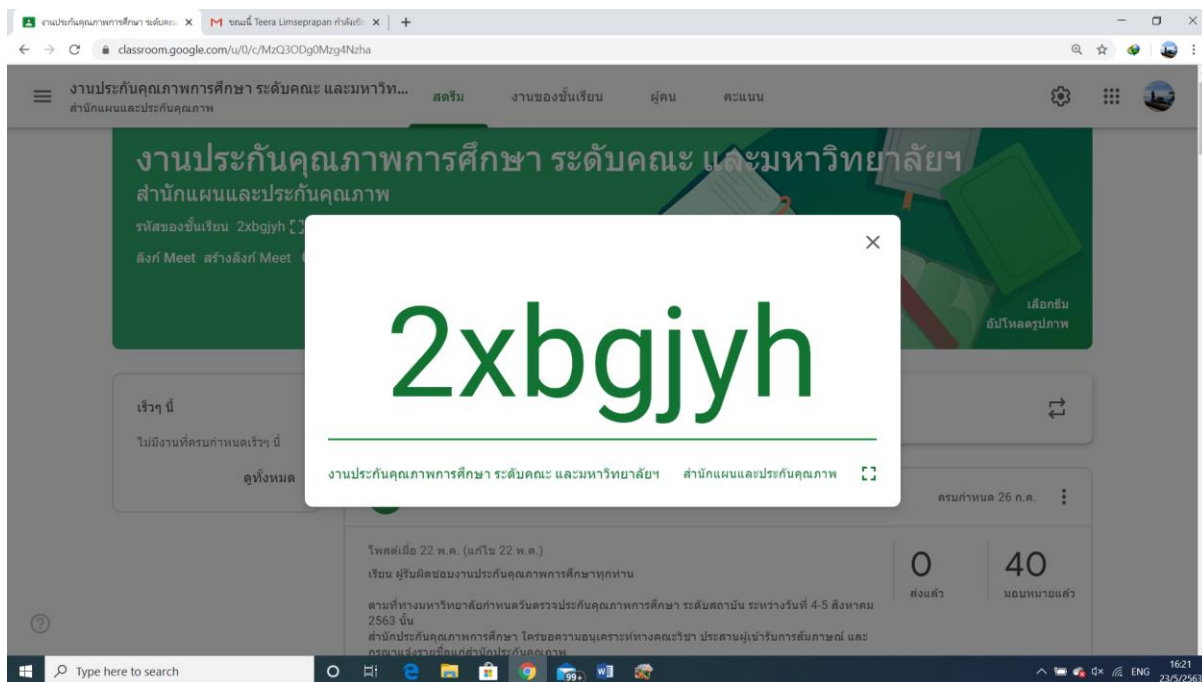 งานประกันคุณภาพการศึกษา ระดับคณ
ขณะนี้ Teera Limseprapan กำลังเชิ
classroom.google.com/u/0/c/MzQ3ODg0Mzg4Nzha
งานประกันคุณภาพการศึกษา ระดับคณะ และมหาวิท...
สำนักแผนและประกันคุณภาพ
สตรีม งานของชั้นเรียน ผู้คน คะแนน
งานประกันคุณภาพการศึกษา ระดับคณะ และมหาวิทยาลัยฯ
สำนักแผนและประกันคุณภาพ
รหัสของชั้นเรียน 2xbgjyh
ลิงก์ Meet สร้างลิงก์ Meet
เลือกธีม
อัปโหลดรูปภาพ
2xbgjyh
งานประกันคุณภาพการศึกษา ระดับคณะ และมหาวิทยาลัยฯ สำนักแผนและประกันคุณภาพ
เร็วๆ นี้
ไม่มีงานที่ครบกำหนดเร็วๆ นี้
ดูทั้งหมด
ครบกำหนด 26 ก.ค.
โพสต์เมื่อ 22 พ.ค. (แก้ไข 22 พ.ค.)
เรียน ผู้รับผิดชอบงานประกันคุณภาพการศึกษาทุกท่าน
0 ส่งแล้ว
40 มอบหมายแล้ว
ตามที่ทางมหาวิทยาลัยกำหนดวันตรวจประกันคุณภาพการศึกษา ระดับสถาบัน ระหว่างวันที่ 4-5 สิงหาคม
2563 นั้น
สำนักประกันคุณภาพการศึกษา ใคร่ขอความอนุเคราะห์ทางคณะวิชา ประสานผู้เข้ารับการสัมภาษณ์ และ
กรุณาแจ้งรายชื่อแก่สำนักประกันคุณภาพ
Type here to search
99+
ENG
16:21
23/5/256